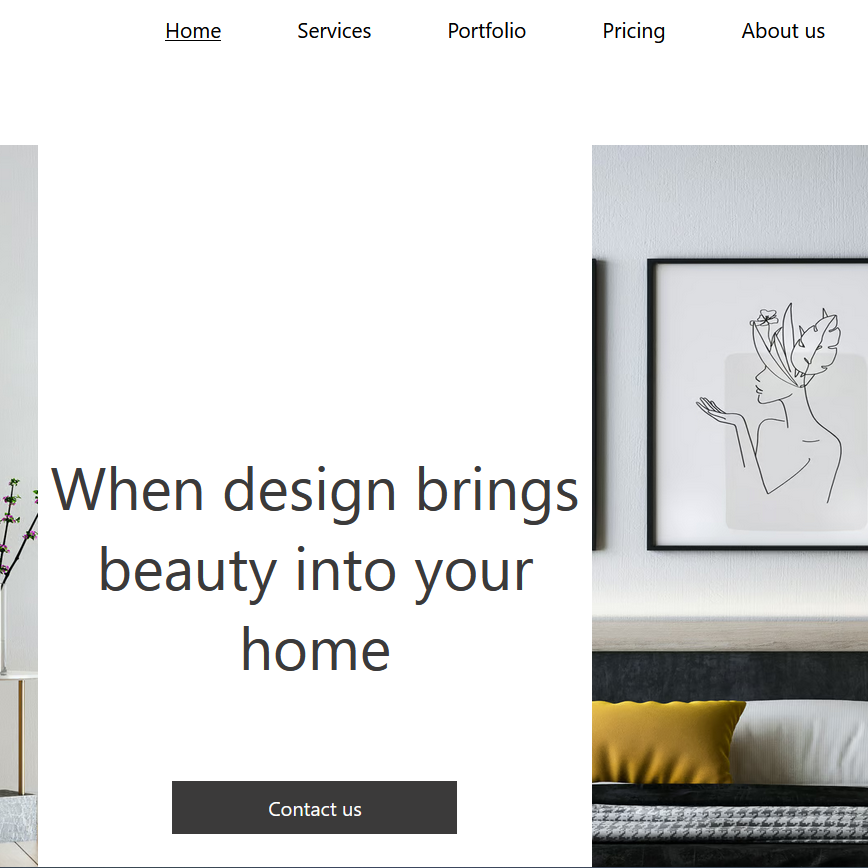 Home Services Portfolio Pricing About us
When design brings
beauty into your
home
Contact us